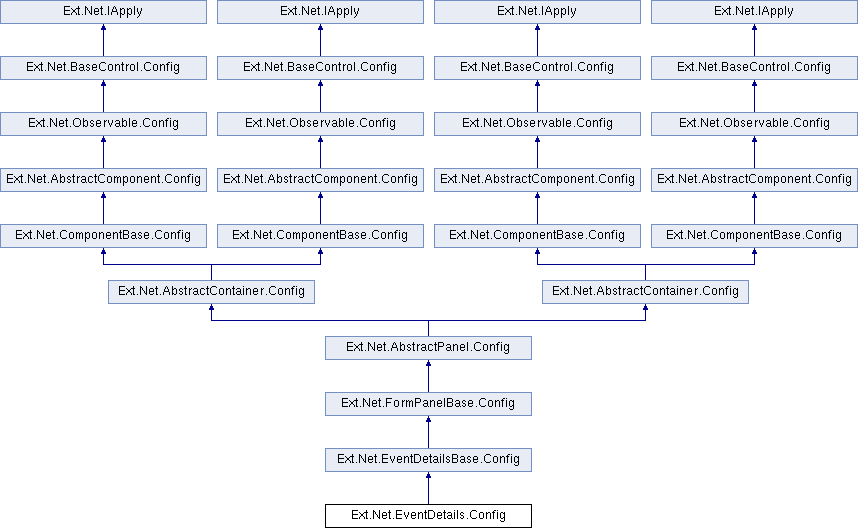 Ext.Net.IApply
Ext.Net.IApply
Ext.Net.IApply
Ext.Net.IApply
Ext.Net.BaseControl.Config
Ext.Net.BaseControl.Config
Ext.Net.BaseControl.Config
Ext.Net.BaseControl.Config
Ext.Net.Observable.Config
Ext.Net.Observable.Config
Ext.Net.Observable.Config
Ext.Net.Observable.Config
Ext.Net.AbstractComponent.Config
Ext.Net.AbstractComponent.Config
Ext.Net.AbstractComponent.Config
Ext.Net.AbstractComponent.Config
Ext.Net.ComponentBase.Config
Ext.Net.ComponentBase.Config
Ext.Net.ComponentBase.Config
Ext.Net.ComponentBase.Config
Ext.Net.AbstractContainer.Config
Ext.Net.AbstractContainer.Config
Ext.Net.AbstractPanel.Config
Ext.Net.FormPanelBase.Config
Ext.Net.EventDetailsBase.Config
Ext.Net.EventDetails.Config